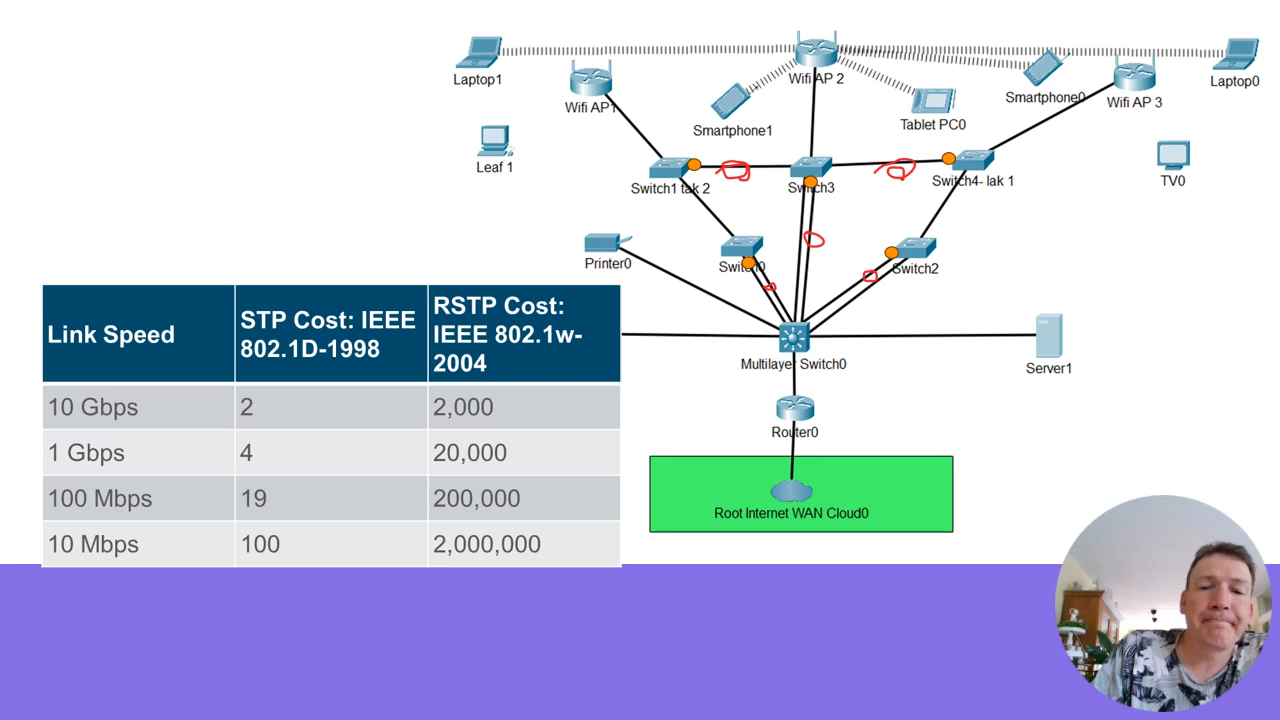 Laptop1
Wifi AP1
Wifi AP 2
Smartphone1
Tablet PC0
Smartphone0
Wifi AP 3
Laptop0
Leaf 1
TV0
Switch1 tak 2
Switch3
Switch4- lak 1
Printer0
Switch0
Switch2
Multilayer Switch0
Server1
Router0
Root Internet WAN Cloud0
Link Speed
STP Cost: IEEE
802.1D-1998
RSTP Cost:
IEEE 802.1w-
2004
10 Gbps 2 2,000
1 Gbps 4 20,000
100 Mbps 19 200,000
10 Mbps 100 2,000,000